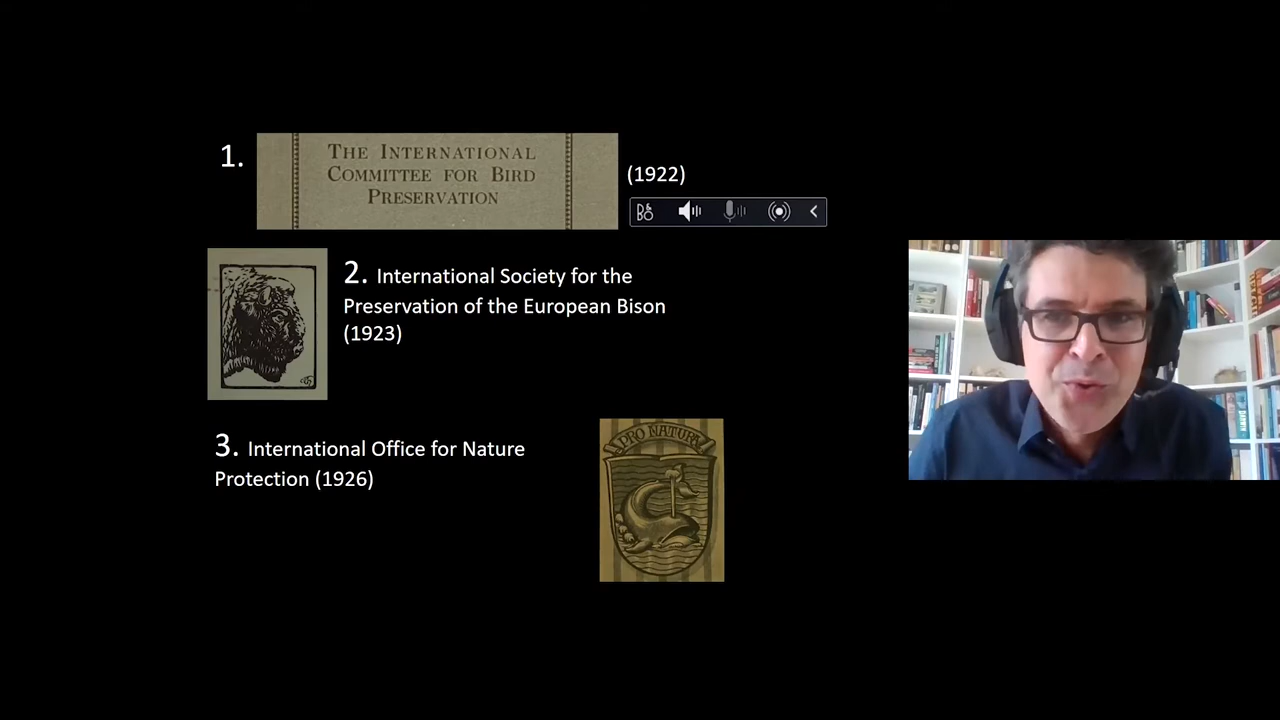 1.
THE INTERNATIONAL
COMMITTEE FOR BIRD
PRESERVATION
(1922)
2. International Society for the
Preservation of the European Bison
(1923)
3. International Office for Nature
Protection (1926)
PRO NATURA
DARWIN